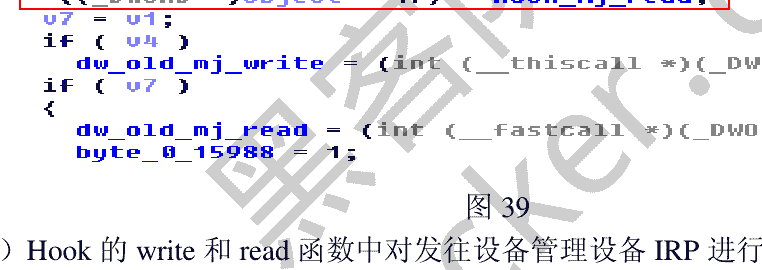 v7 = v1;
if ( v4 )
dw_old_mj_write = (int (__thiscall *)(_DW
if ( v7 )
{
dw_old_mj_read = (int (__fastcall *)(_DWO
byte_0_15988 = 1;
图 39
）Hook 的 write 和 read 函数中对发往设备管理设备 IRP 进行